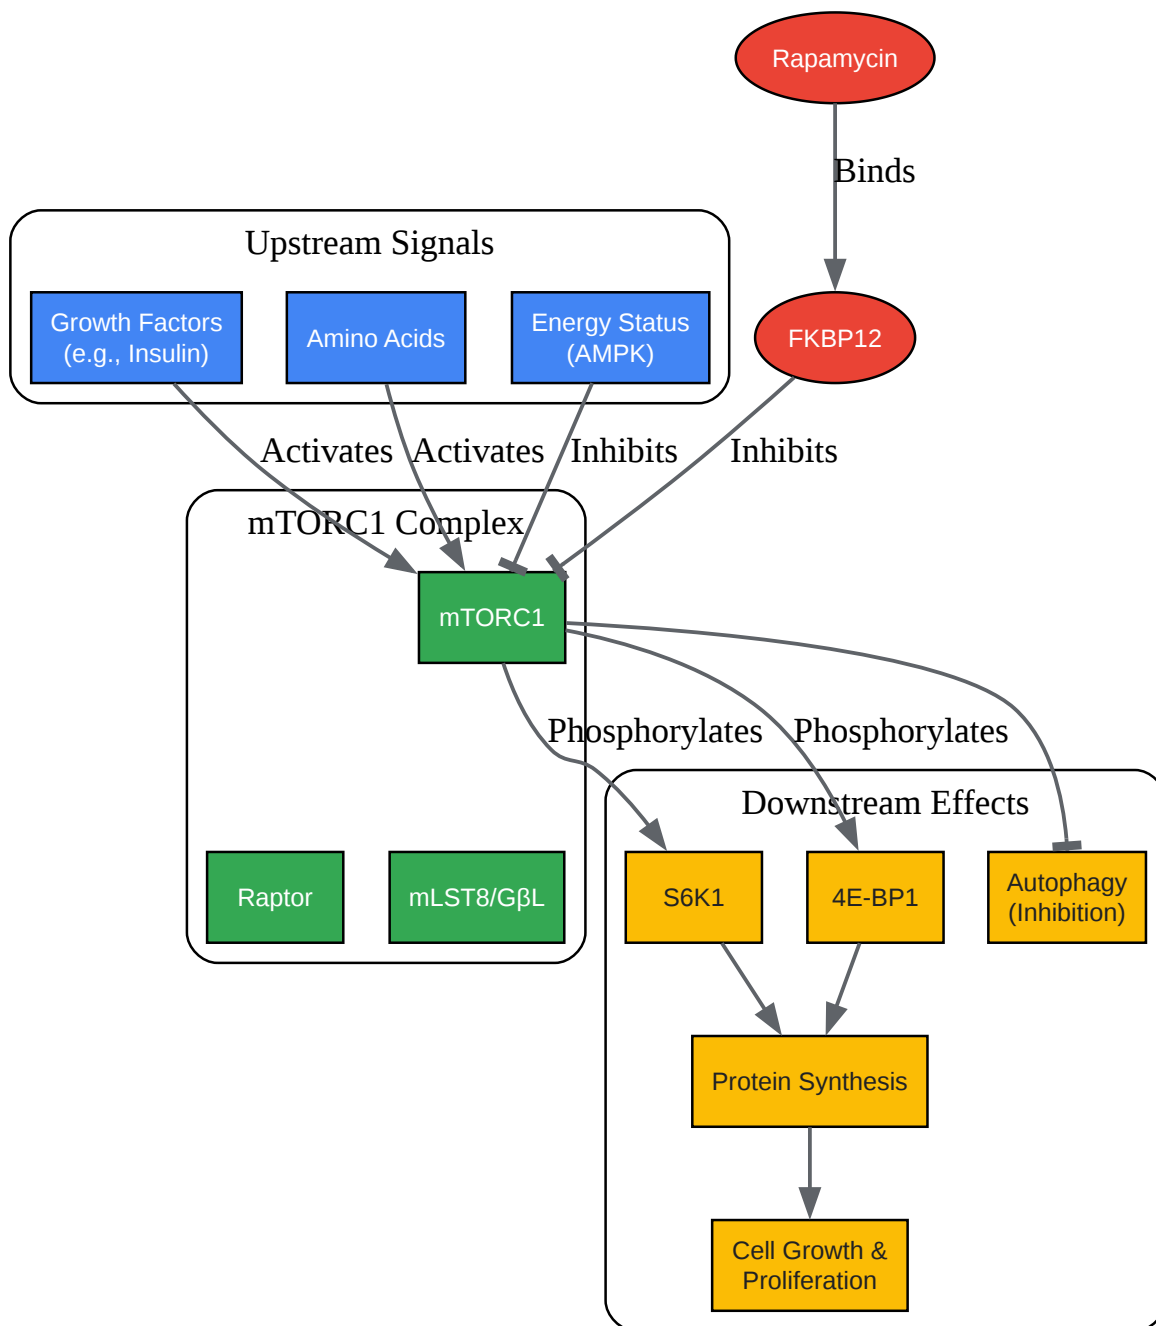 Rapamycin
Binds
Upstream Signals
Growth Factors
(e.g., Insulin)
Amino Acids
Energy Status
(AMPK)
FKBP12
Activates
Activates
Inhibits
Inhibits
mTORC1 Complex
mTORC1
Phosphorylates
Phosphorylates
Downstream Effects
Raptor
mLST8/GβL
S6K1
4E-BP1
Autophagy
(Inhibition)
Protein Synthesis
Cell Growth &
Proliferation